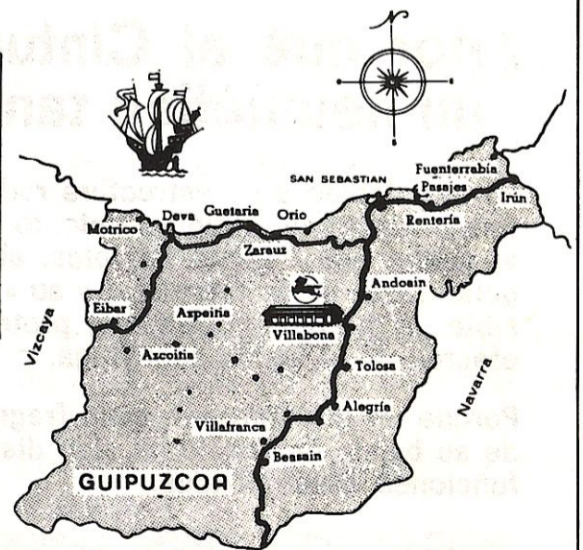 N
SAN SEBASTIAN
Fuenterrabía
Pasajes
Irún
Rentería
Motrico
Deva
Guetaria
Orio
Zarauz
Andoain
Eibar
Azpeitia
Villabona
Vizcaya
Azcoitia
Tolosa
Navarra
Alegría
Villafranca
Beasain
GUIPUZCOA